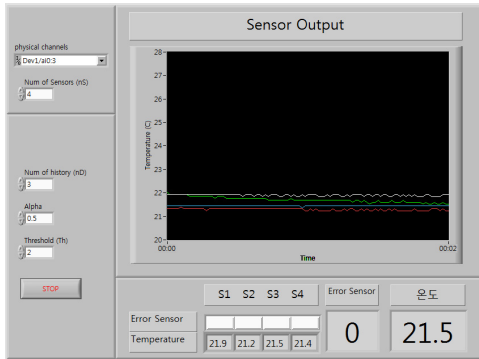 Sensor Output
physical channels
Dev1/ai0:3
Num of Sensors (nS)
4
Num of history (nD)
3
Alpha
0.5
Threshold (Th)
2
STOP
Temperature (C)
28
27
26
25
24
23
22
21
20
00:00
00:02
Time
S1 S2 S3 S4
Error Sensor
온도
Error Sensor
Temperature
21.9 21.2 21.5 21.4
0
21.5